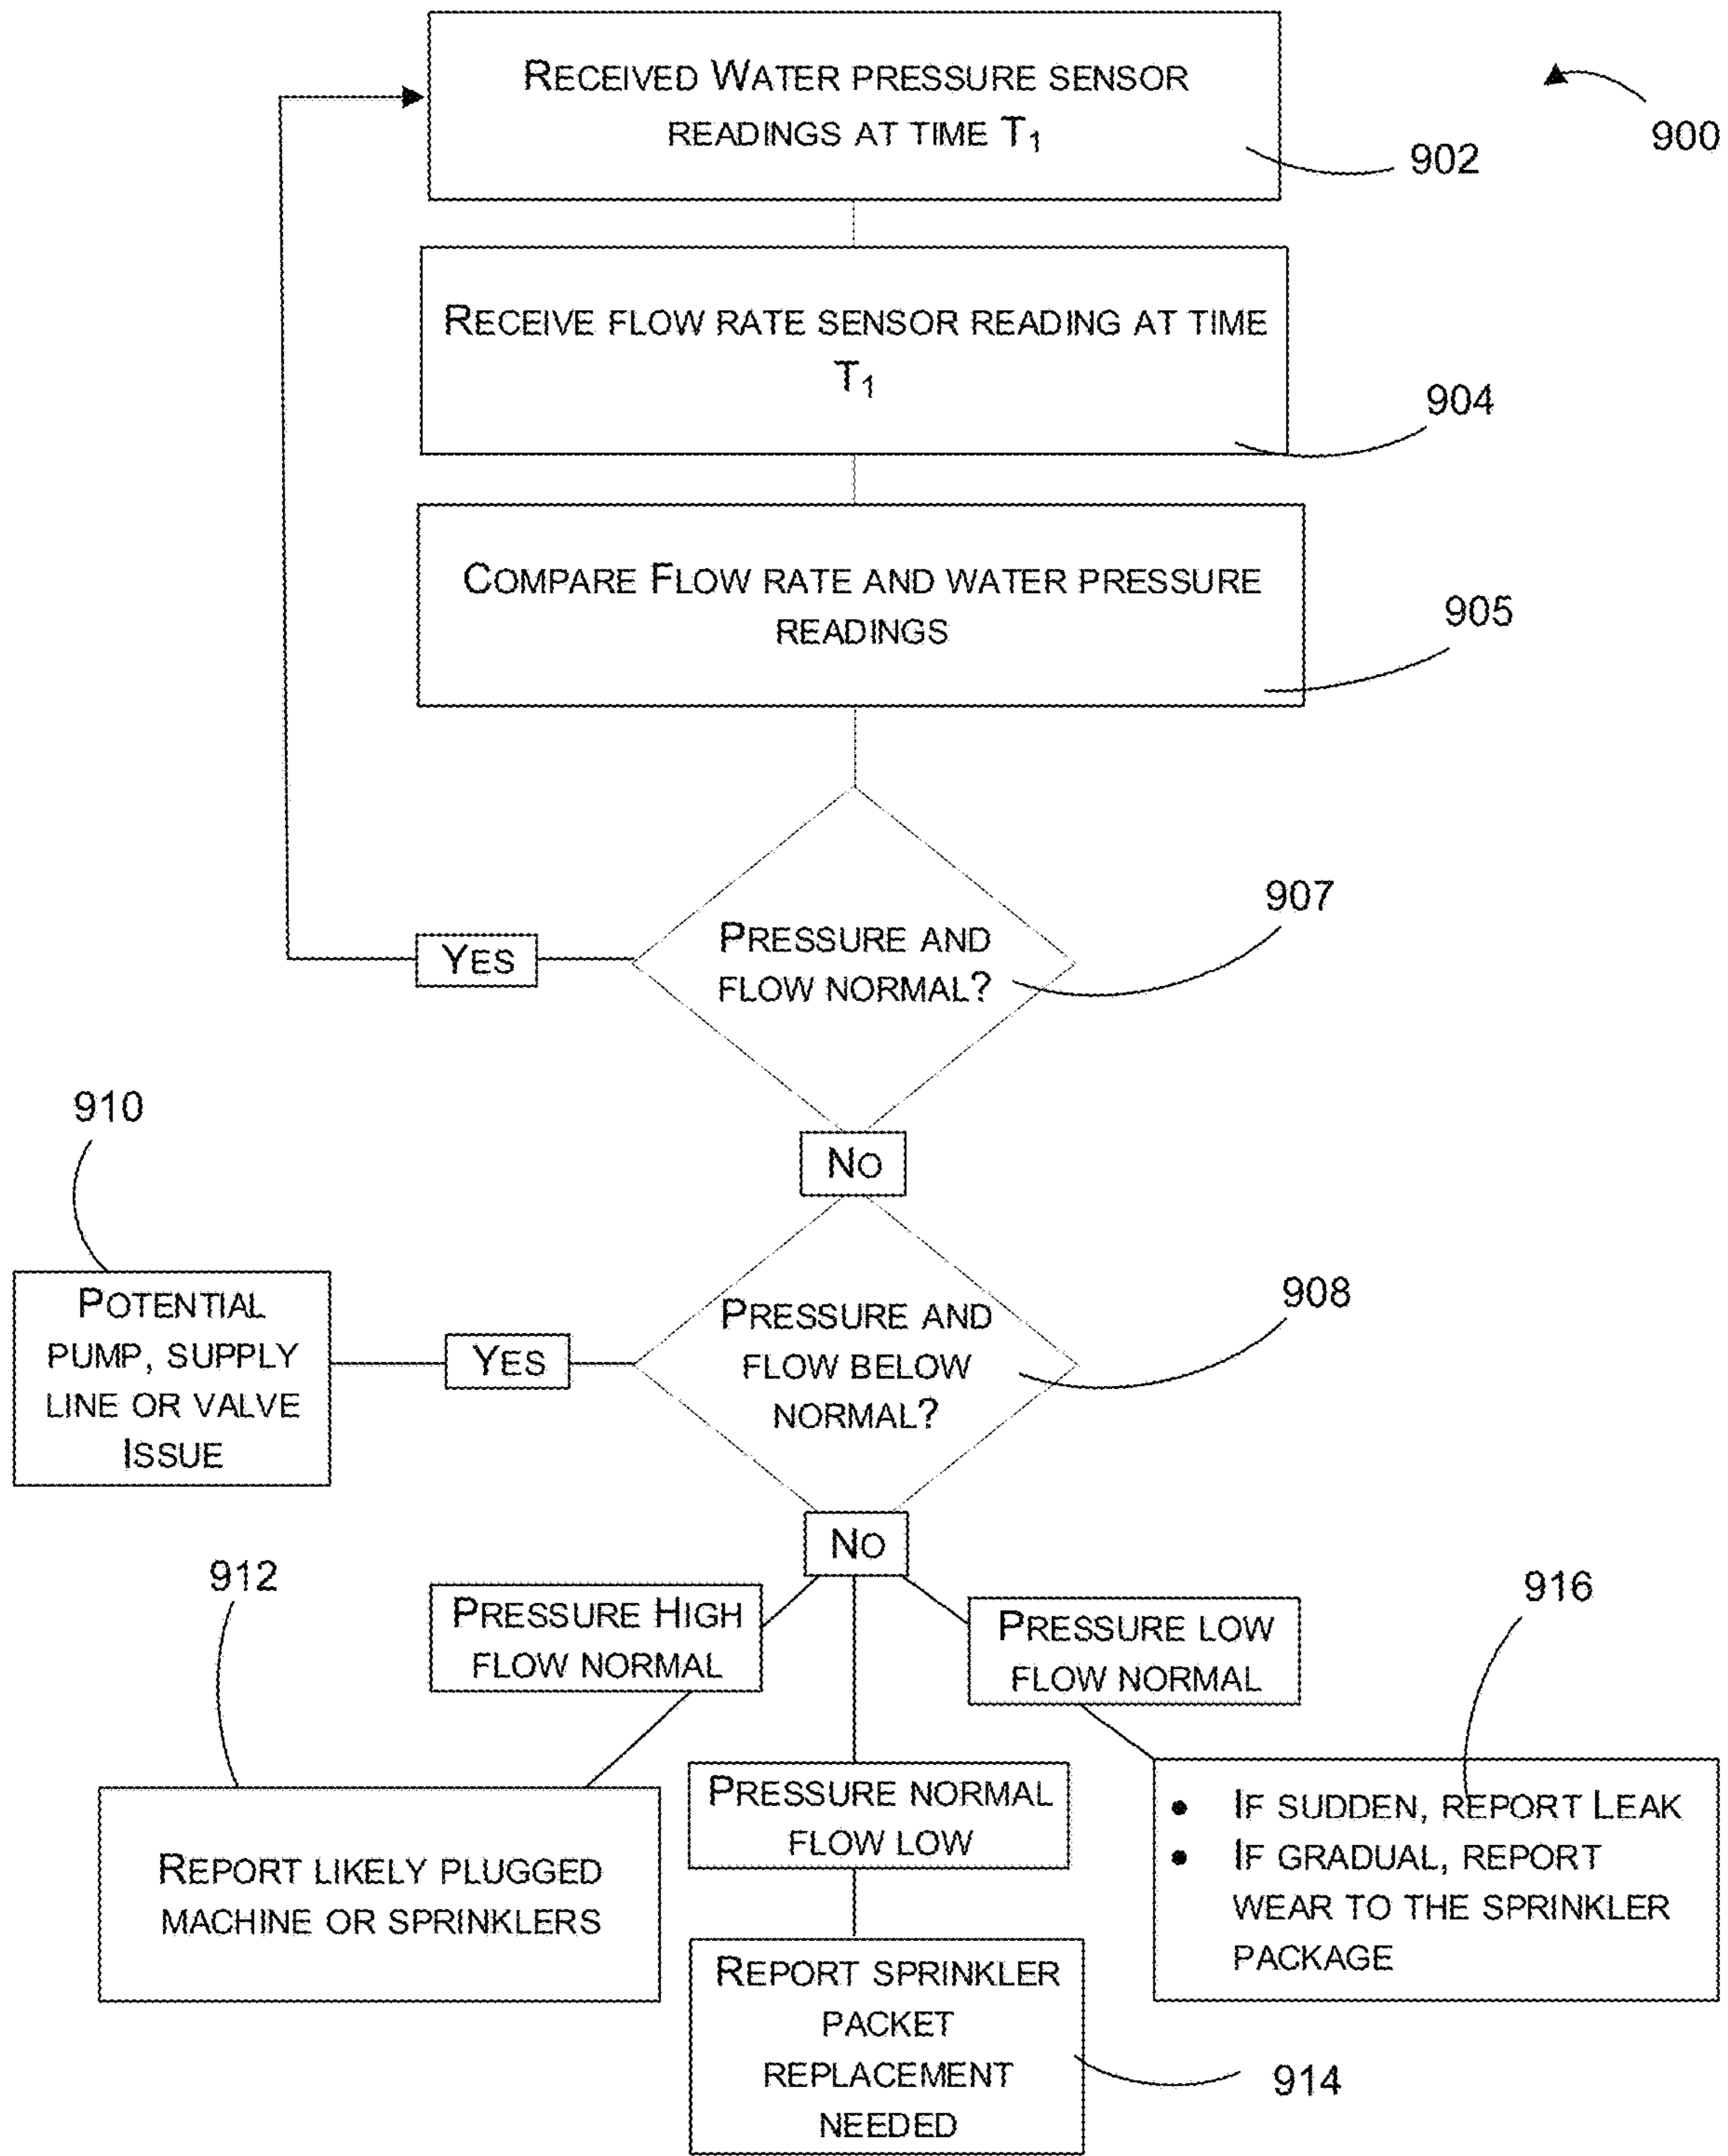 RECEIVED WATER PRESSURE SENSOR
READINGS AT TIME T1
902
900
RECEIVE FLOW RATE SENSOR READING AT TIME
T1
904
COMPARE FLOW RATE AND WATER PRESSURE
READINGS
905
PRESSURE AND
FLOW NORMAL?
907
YES
NO
910
POTENTIAL
PUMP, SUPPLY
LINE OR VALVE
ISSUE
YES
PRESSURE AND
FLOW BELOW
NORMAL?
908
NO
912
PRESSURE HIGH
FLOW NORMAL
PRESSURE LOW
FLOW NORMAL
916
REPORT LIKELY PLUGGED
MACHINE OR SPRINKLERS
PRESSURE NORMAL
FLOW LOW
• IF SUDDEN, REPORT LEAK
• IF GRADUAL, REPORT
WEAR TO THE SPRINKLER
PACKAGE
REPORT SPRINKLER
PACKET
REPLACEMENT
NEEDED
914